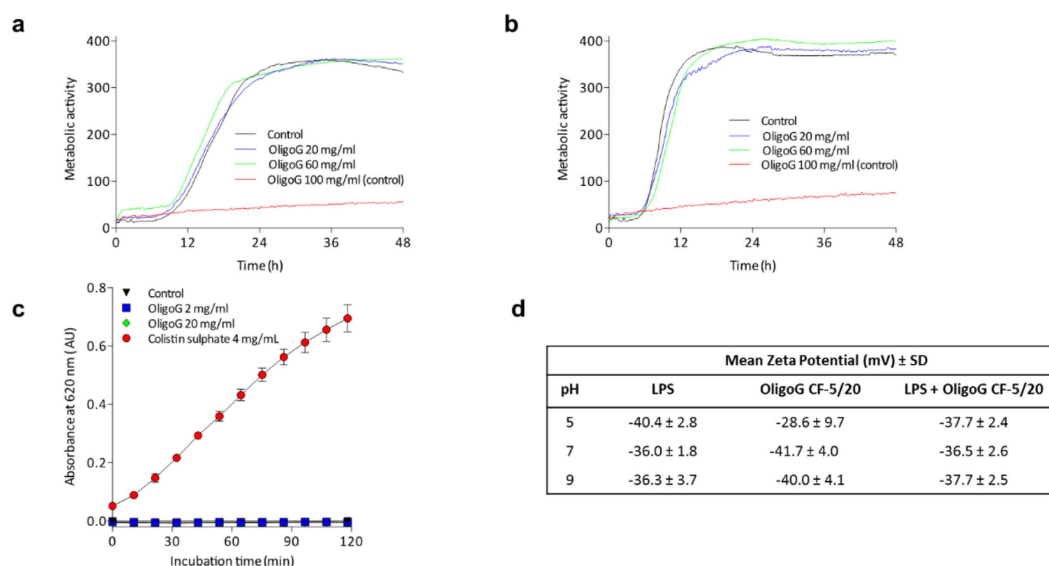 a
400
300
200
100
0
Metabolic activity
Control
OligoG 20 mg/ml
OligoG 60 mg/ml
OligoG 100 mg/ml (control)
0 12 24 36 48
Time (h)
b
400
300
200
100
0
Metabolic activity
Control
OligoG 20 mg/ml
OligoG 60 mg/ml
OligoG 100 mg/ml (control)
0 12 24 36 48
Time (h)
c
0.8
0.6
0.4
0.2
0.0
Absorbance at 620 nm (AU)
Control
OligoG 2 mg/ml
OligoG 20 mg/ml
Colistin sulphate 4 mg/mL
0 30 60 90 120
Incubation time (min)
d
Mean Zeta Potential (mV) ± SD
pH LPS OligoG CF-5/20 LPS + OligoG CF-5/20
5 -40.4 ± 2.8 -28.6 ± 9.7 -37.7 ± 2.4
7 -36.0 ± 1.8 -41.7 ± 4.0 -36.5 ± 2.6
9 -36.3 ± 3.7 -40.0 ± 4.1 -37.7 ± 2.5